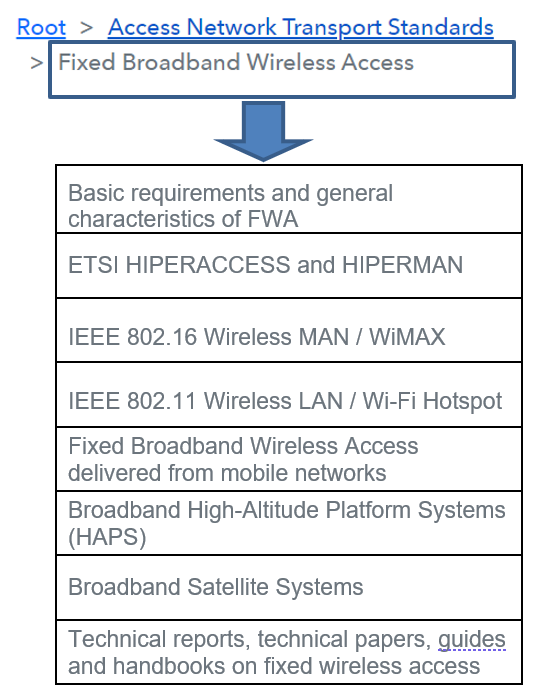 Root > Access Network Transport Standards
> Fixed Broadband Wireless Access
Basic requirements and general
characteristics of FWA
ETSI HIPERACCESS and HIPERMAN
IEEE 802.16 Wireless MAN / WiMAX
IEEE 802.11 Wireless LAN / Wi-Fi Hotspot
Fixed Broadband Wireless Access
delivered from mobile networks
Broadband High-Altitude Platform Systems
(HAPS)
Broadband Satellite Systems
Technical reports, technical papers, guides
and handbooks on fixed wireless access